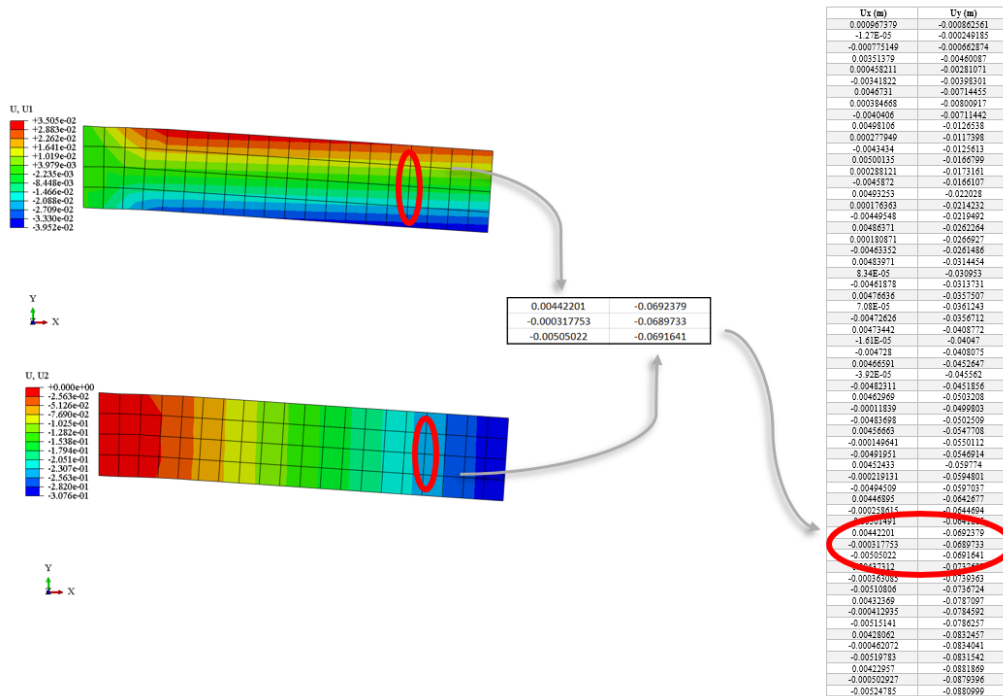 U, U1
+3.505e-02
+2.883e-02
+2.262e-02
+1.641e-02
+1.019e-02
+3.979e-03
-2.235e-03
-8.448e-03
-1.466e-02
-2.088e-02
-2.709e-02
-3.330e-02
-3.952e-02
Y
Z X
U, U2
+0.000e+00
-2.563e-02
-5.126e-02
-7.690e-02
-1.025e-01
-1.282e-01
-1.538e-01
-1.794e-01
-2.051e-01
-2.307e-01
-2.563e-01
-2.820e-01
-3.076e-01
Y
Z X
0.00442201 -0.0692379
-0.000317753 -0.0689733
-0.00505022 -0.0691641
Ux (m) Uy (m)
0.000967379 -0.000862561
-1.27E-05 -0.000249185
-0.000775149 -0.000662874
0.00351379 -0.00460087
0.000458211 -0.00281071
-0.00341822 -0.00398301
0.0046731 -0.00714455
0.000384668 -0.00800917
-0.0040406 -0.00711442
0.00498106 -0.0126538
0.000277949 -0.0117398
-0.0043434 -0.0125613
0.00500135 -0.0166799
0.000288121 -0.0173161
-0.0045872 -0.0166107
0.00493253 -0.022028
0.000176363 -0.0214232
-0.00449548 -0.0219492
0.00486371 -0.0262264
0.000180871 -0.0266927
-0.00463352 -0.0261486
0.00483971 -0.0314454
8.34E-05 -0.030953
-0.00461878 -0.0313731
0.00476636 -0.0357507
7.08E-05 -0.0361243
-0.00472626 -0.0356712
0.00473442 -0.0408772
-1.61E-05 -0.04047
-0.004728 -0.0408075
0.00466591 -0.0452647
-3.92E-05 -0.045562
-0.00482311 -0.0451856
0.00462969 -0.0503208
-0.00011839 -0.0499803
-0.00483698 -0.0502509
0.00456663 -0.0547708
-0.000149641 -0.0550112
-0.00491951 -0.0546914
0.00452433 -0.059774
-0.000219131 -0.0594801
-0.00494509 -0.0597037
0.00446895 -0.0642677
-0.000258615 -0.0644694
0.00442201 -0.0692379
-0.000317753 -0.0689733
-0.00505022 -0.0691641
-0.000363085 -0.0739363
-0.00510806 -0.0736724
0.00432369 -0.0787097
-0.000412935 -0.0784592
-0.00515141 -0.0786257
0.00428062 -0.0832457
-0.000462072 -0.0834041
-0.00519783 -0.0831542
0.00422957 -0.0881869
-0.000502927 -0.0879396
-0.00524785 -0.0880999